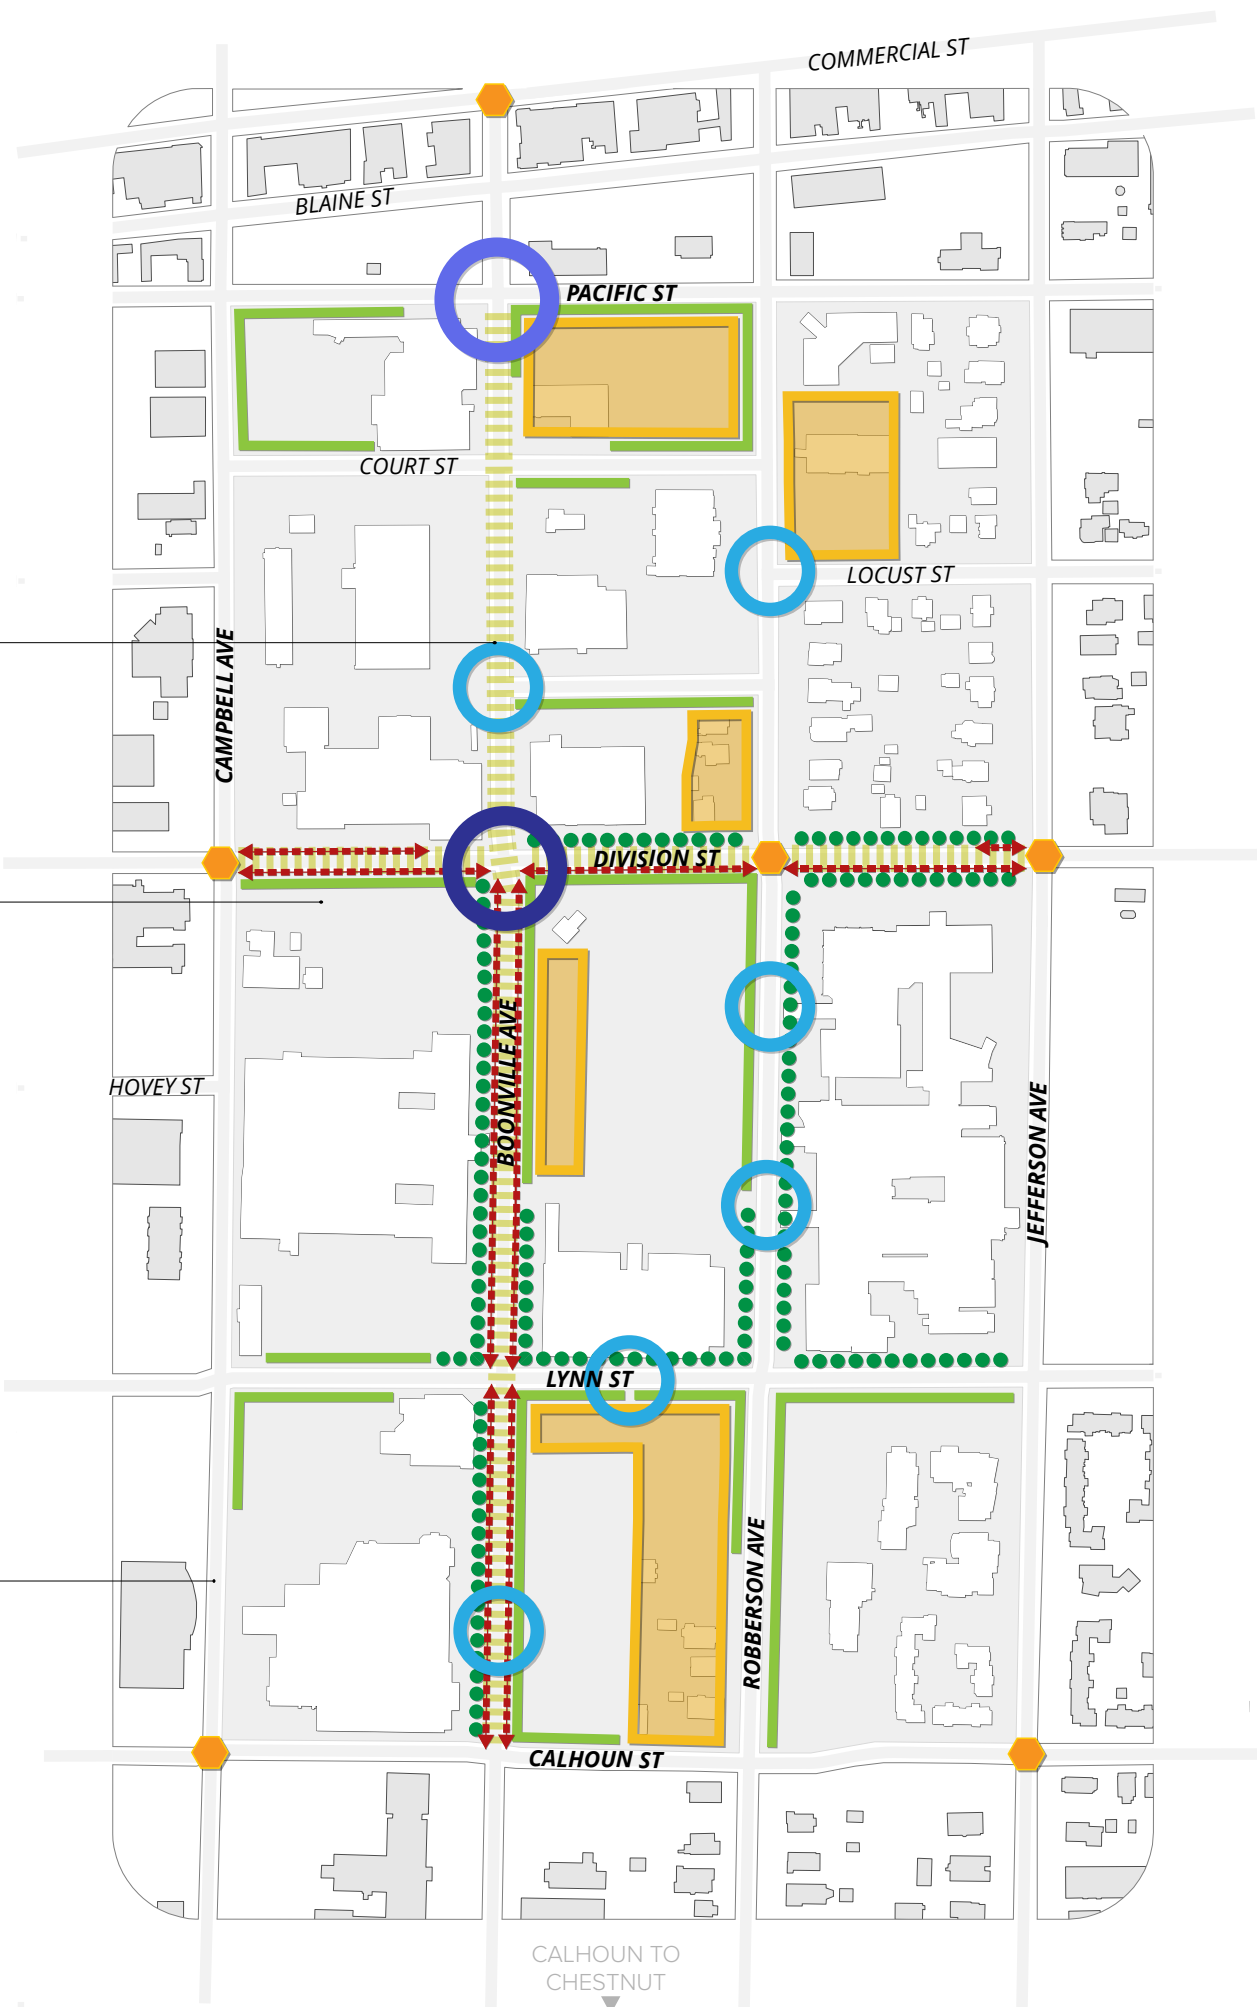 COMMERCIAL ST
BLAINE ST
PACIFIC ST
COURT ST
LOCUST ST
CAMPBELL AVE
DIVISION ST
BOONVILLE AVE
HOVEY ST
JEFFERSON AVE
LYNN ST
ROBBERSON AVE
CALHOUN ST
CALHOUN TO
CHESTNUT